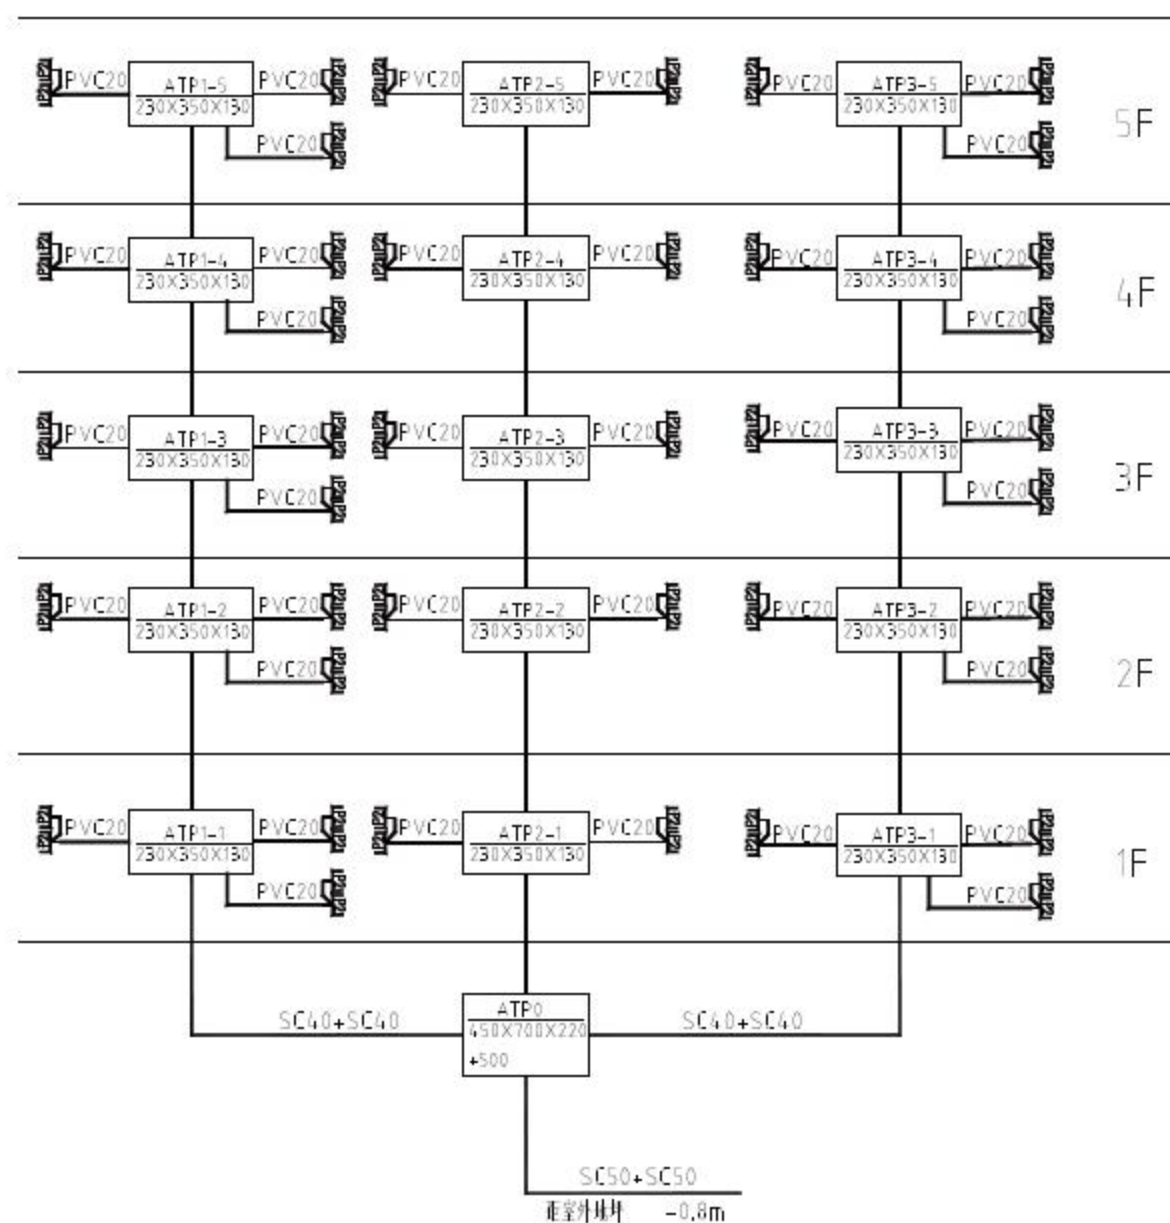 PVC20 ATP1-5 PVC20 PVC20 ATP2-5 PVC20 PVC20 ATP3-5 PVC20
230X350X130 230X350X130 230X350X130
5F
PVC20 PVC20
PVC20 ATP1-4 PVC20 PVC20 ATP2-4 PVC20 PVC20 ATP3-4 PVC20
230X350X130 230X350X130 230X350X130
4F
PVC20 PVC20
PVC20 ATP1-3 PVC20 PVC20 ATP2-3 PVC20 PVC20 ATP3-3 PVC20
230X350X130 230X350X130 230X350X130
3F
PVC20 PVC20
PVC20 ATP1-2 PVC20 PVC20 ATP2-2 PVC20 PVC20 ATP3-2 PVC20
230X350X130 230X350X130 230X350X130
2F
PVC20 PVC20
PVC20 ATP1-1 PVC20 PVC20 ATP2-1 PVC20 PVC20 ATP3-1 PVC20
230X350X130 230X350X130 230X350X130
1F
PVC20 PVC20
ATP0
SC40+SC40 450X700X220 SC40+SC40
+500
SC50+SC50
距室外地坪 -0.8m